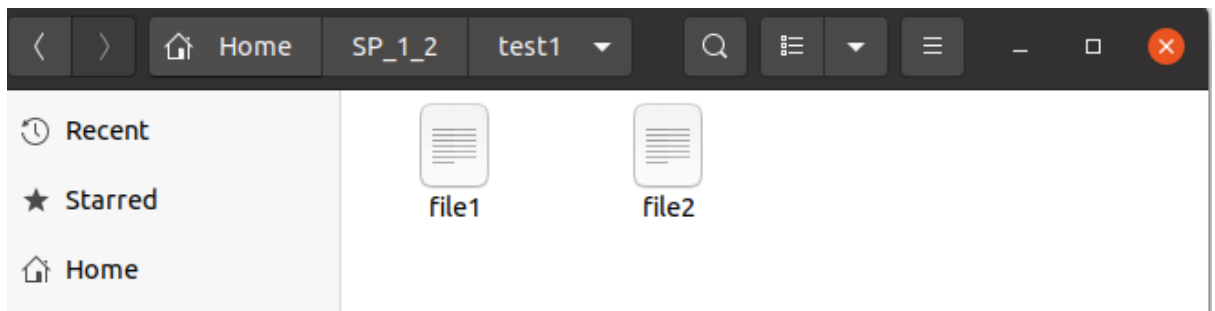 Home SP_1_2 test1
Recent
Starred
Home
file1 file2